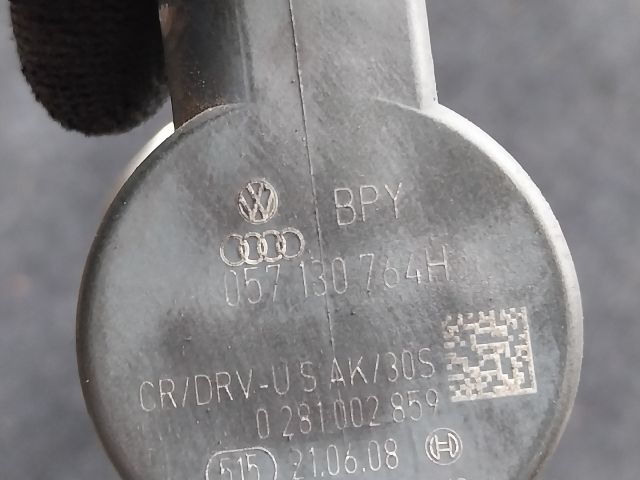 BPY
057 130 764H
CR/DRV-U S AK/30S
0 281 002 859
515 21.06.08